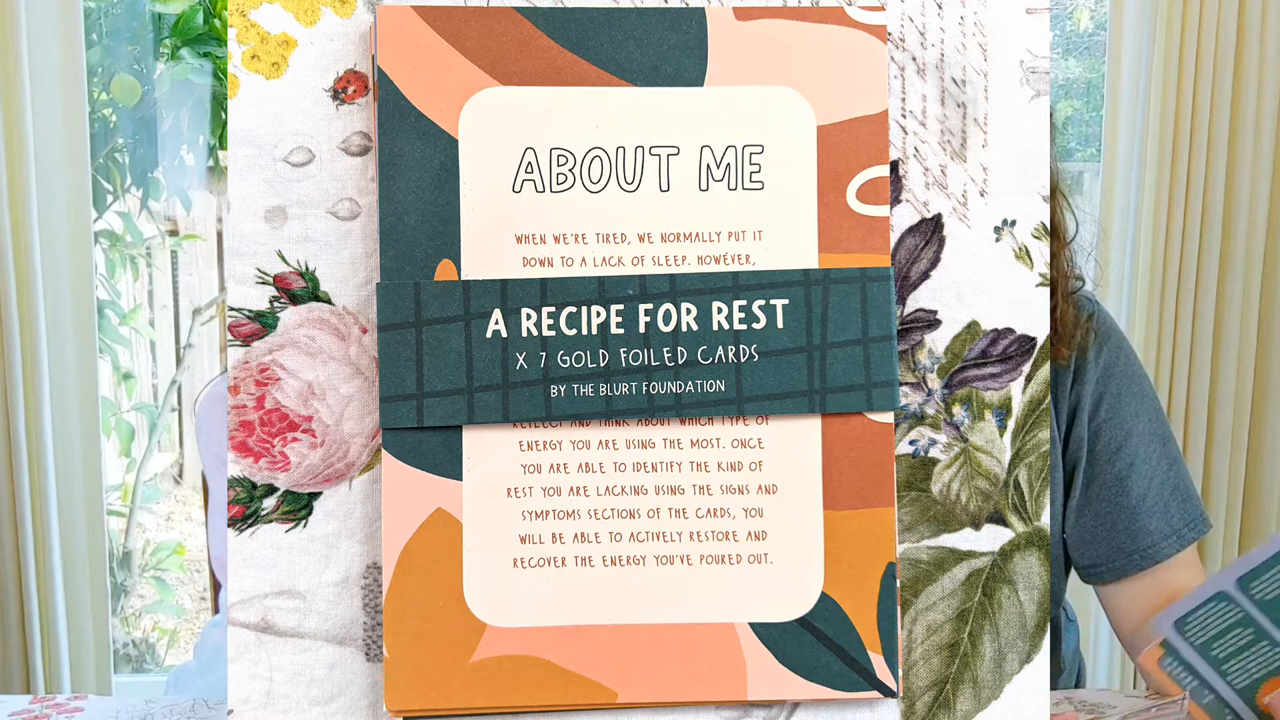 ABOUT ME
WHEN WE'RE TIRED, WE NORMALLY PUT IT
DOWN TO A LACK OF SLEEP. HOWEVER,
A RECIPE FOR REST
X 7 GOLD FOILED CARDS
BY THE BLURT FOUNDATION
REFLECT AND THINK ABOUT WHICH TYPE OF
ENERGY YOU ARE USING THE MOST. ONCE
YOU ARE ABLE TO IDENTIFY THE KIND OF
REST YOU ARE LACKING USING THE SIGNS AND
SYMPTOMS SECTIONS OF THE CARDS, YOU
WILL BE ABLE TO ACTIVELY RESTORE AND
RECOVER THE ENERGY YOU'VE POURED OUT.